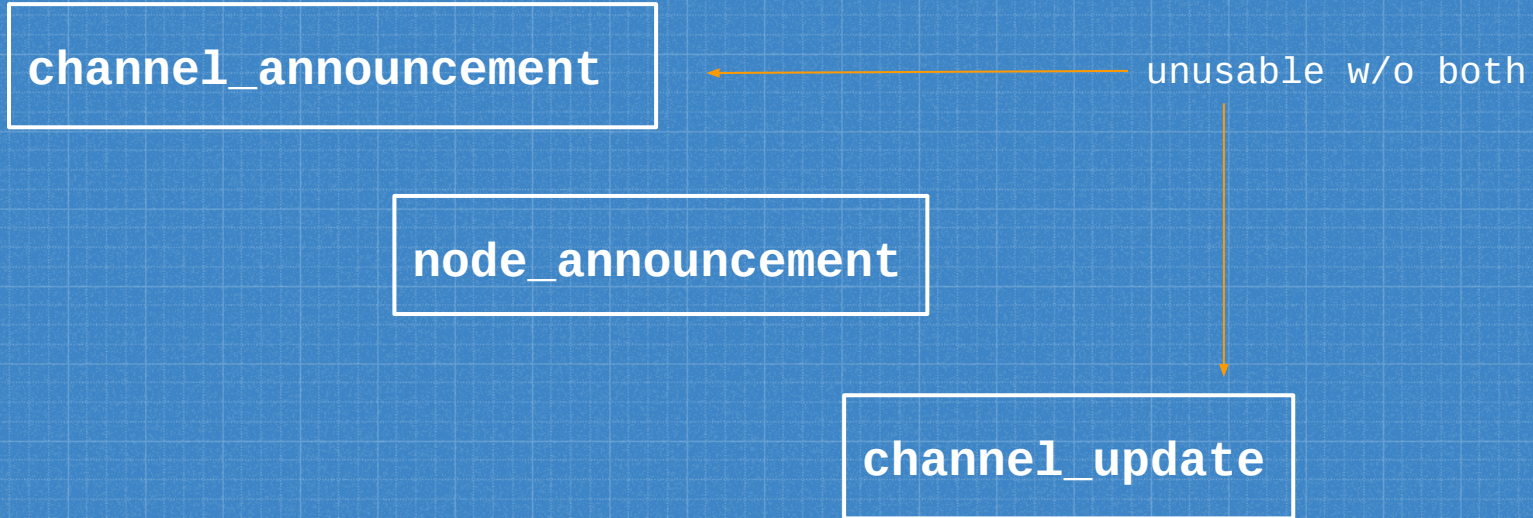 channel_announcement
unusable w/o both
node_announcement
channel_update